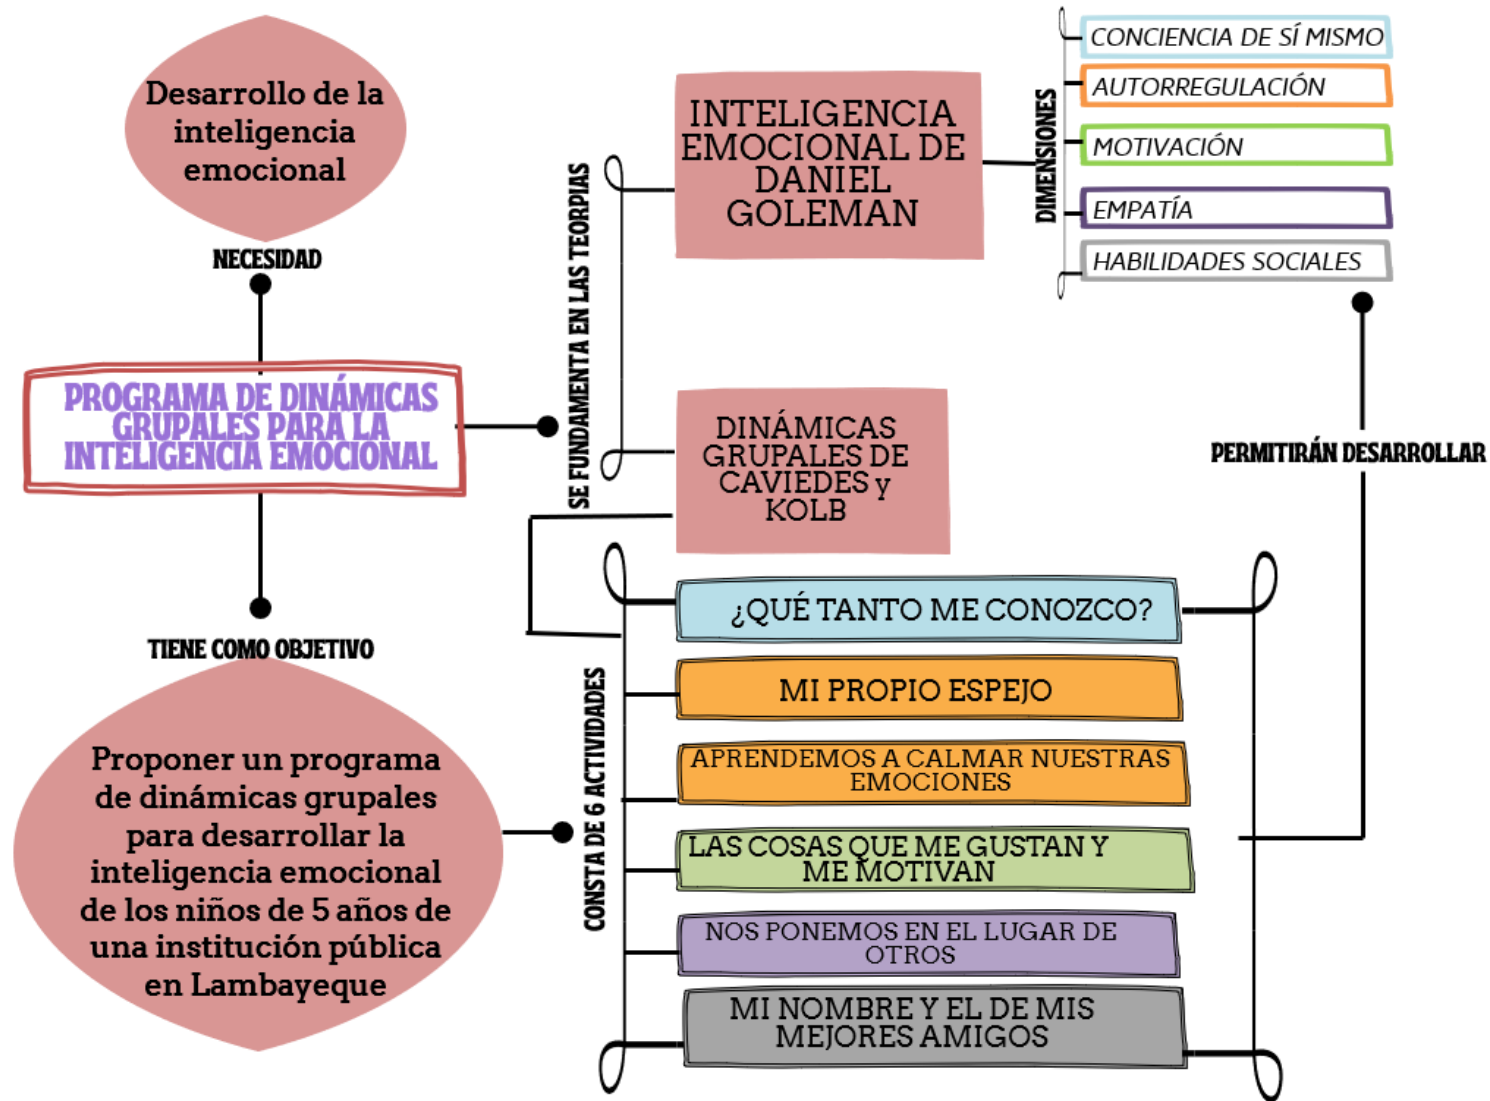 Desarrollo de la
inteligencia
emocional
NECESIDAD
PROGRAMA DE DINÁMICAS
GRUPALES PARA LA
INTELIGENCIA EMOCIONAL
TIENE COMO OBJETIVO
Proponer un programa
de dinámicas grupales
para desarrollar la
inteligencia emocional
de los niños de 5 años de
una institución pública
en Lambayeque
SE FUNDAMENTA EN LAS TEORPIAS
INTELIGENCIA
EMOCIONAL DE
DANIEL
GOLEMAN
DIMENSIONES
CONCIENCIA DE SÍ MISMO
AUTORREGULACIÓN
MOTIVACIÓN
EMPATÍA
HABILIDADES SOCIALES
DINÁMICAS
GRUPALES DE
CAVIEDES y
KOLB
CONSTA DE 6 ACTIVIDADES
¿QUÉ TANTO ME CONOZCO?
MI PROPIO ESPEJO
APRENDEMOS A CALMAR NUESTRAS
EMOCIONES
LAS COSAS QUE ME GUSTAN Y
ME MOTIVAN
NOS PONEMOS EN EL LUGAR DE
OTROS
MI NOMBRE Y EL DE MIS
MEJORES AMIGOS
PERMITIRÁN DESARROLLAR